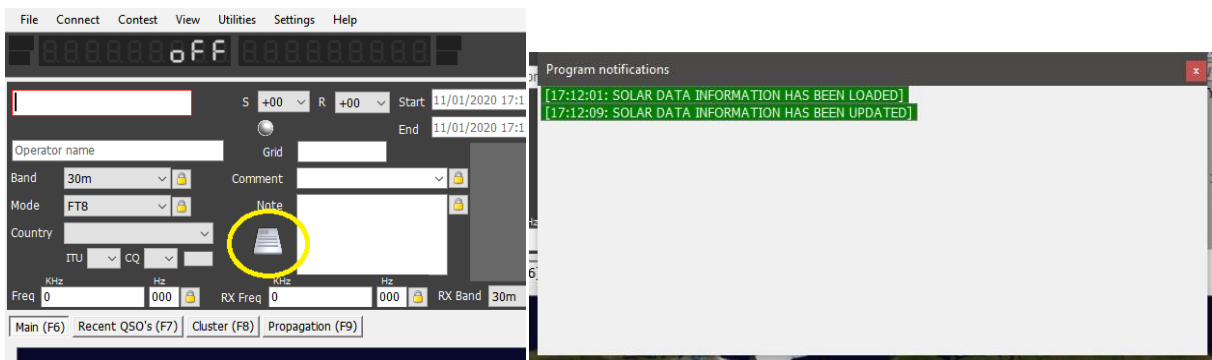 File Connect Contest View Utilities Settings Help
oFF
S +00 R +00 Start 11/01/2020 17:1
End 11/01/2020 17:1
Operator name
Grid
Band 30m Comment
Mode FT8 Note
Country
ITU CQ
KHz Hz KHz Hz
Freq 0 000 RX Freq 0 000 RX Band 30m
Main (F6) Recent QSO's (F7) Cluster (F8) Propagation (F9)
Program notifications x
[17:12:01: SOLAR DATA INFORMATION HAS BEEN LOADED]
[17:12:09: SOLAR DATA INFORMATION HAS BEEN UPDATED]